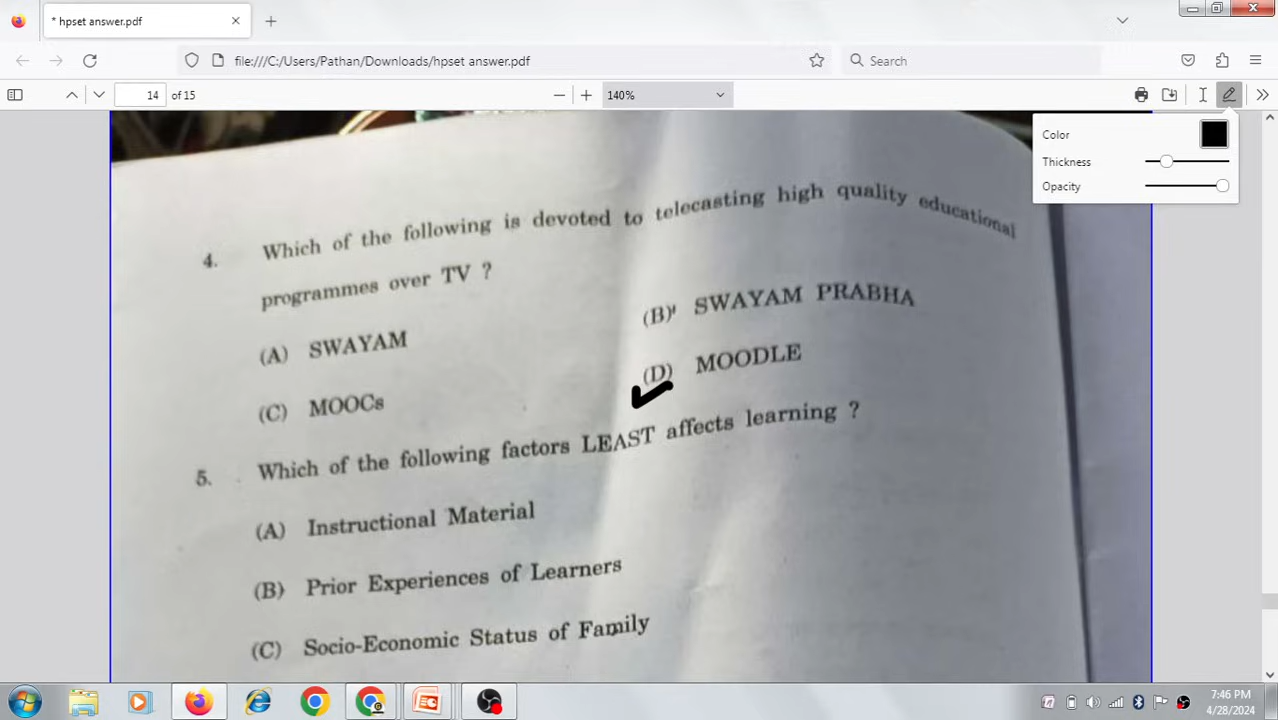 * hpset answer.pdf
file:///C:/Users/Pathan/Downloads/hpset answer.pdf
Search
14 of 15
140%
Color
Thickness
Opacity
4. Which of the following is devoted to telecasting high quality educational
programmes over TV ?
(A) SWAYAM
(B) SWAYAM PRABHA
(C) MOOCs
(D) MOODLE
5. Which of the following factors LEAST affects learning ?
(A) Instructional Material
(B) Prior Experiences of Learners
(C) Socio-Economic Status of Family
7:46 PM
4/28/2024